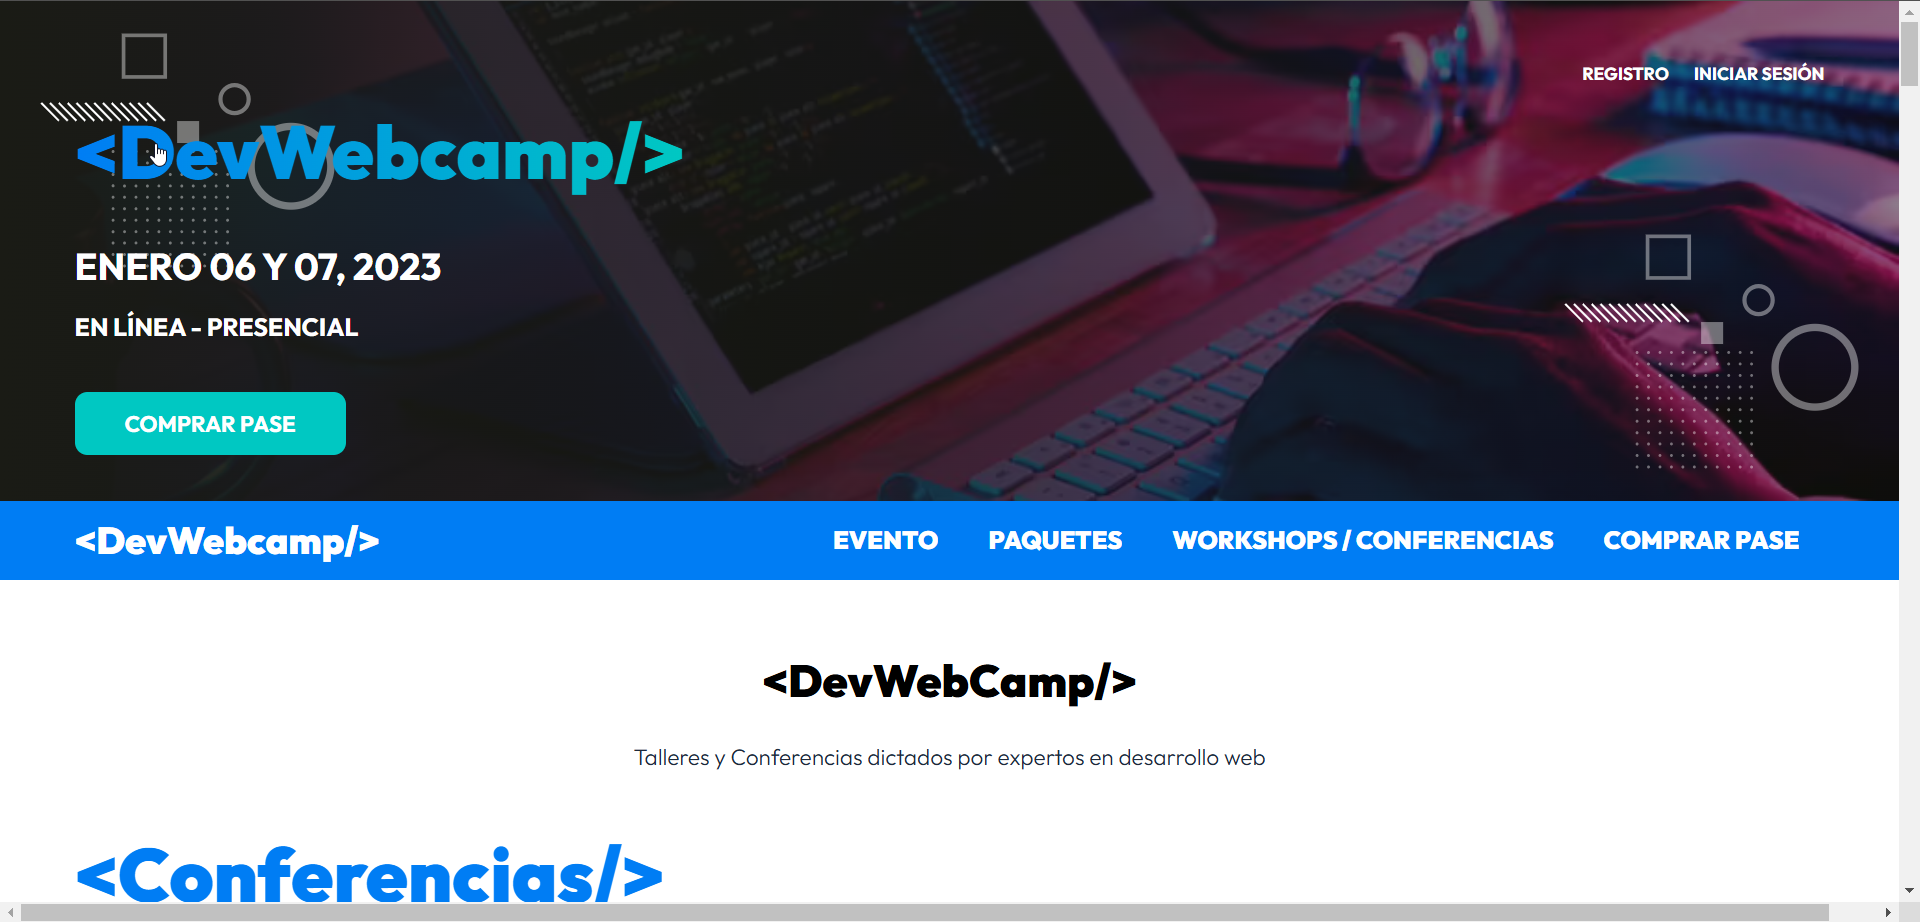 REGISTRO INICIAR SESIÓN
<DevWebcamp/>
ENERO 06 Y 07, 2023
EN LÍNEA - PRESENCIAL
COMPRAR PASE
<DevWebcamp/> EVENTO PAQUETES WORKSHOPS / CONFERENCIAS COMPRAR PASE
<DevWebCamp/>
Talleres y Conferencias dictados por expertos en desarrollo web
<Conferencias/>